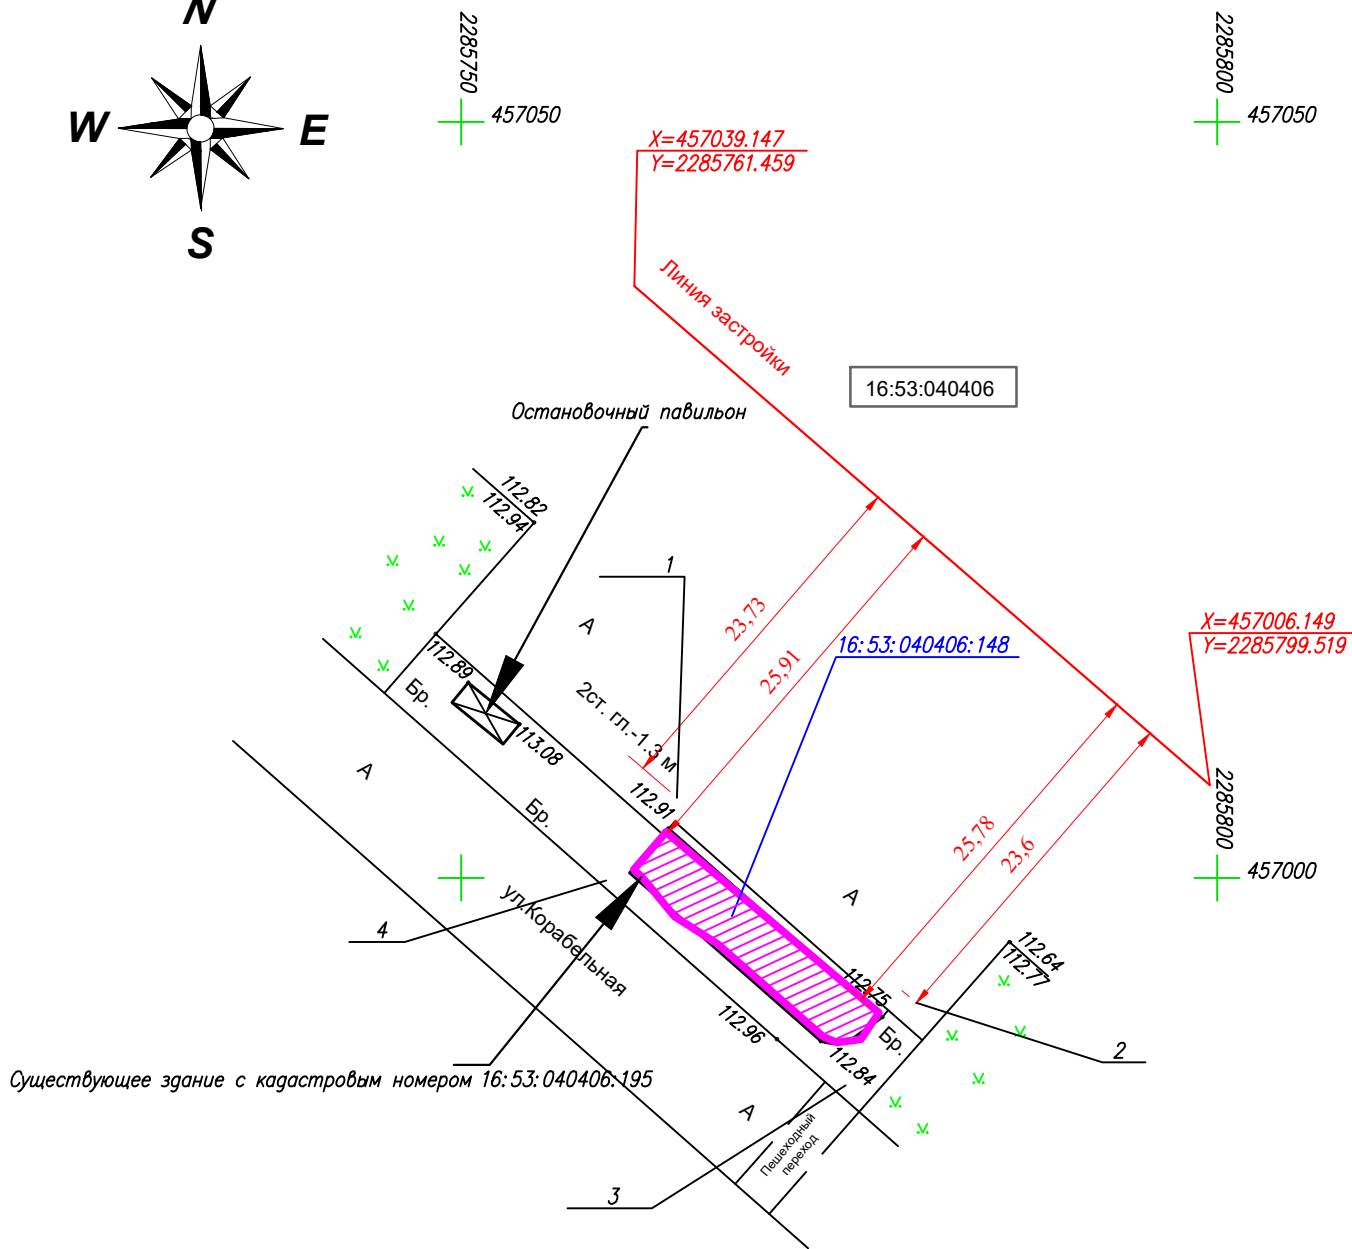 N
W
E
S
2285750
457050
2285800
457050
X=457039.147
Y=2285761.459
Линия застройки
16:53:040406
Остановочный павильон
112.82
112.94
1
А
23,73
25,91
16:53:040406:148
X=457006.149
Y=2285799.519
112.89
Бр.
2ст. гл.-1.3 м
113.08
А
Бр.
112.91
25,78
23,6
2285800
457000
ул.Корабельная
А
4
112.64
112.77
112.75
Бр.
112.96
112.84
2
Существующее здание с кадастровым номером 16:53:040406:195
А
Пешеходный
переход
3